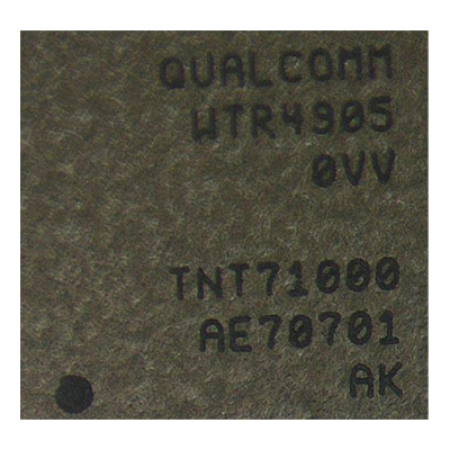 QUALCOMM
WTR4905
0VV
TNT71000
AE70701
AK